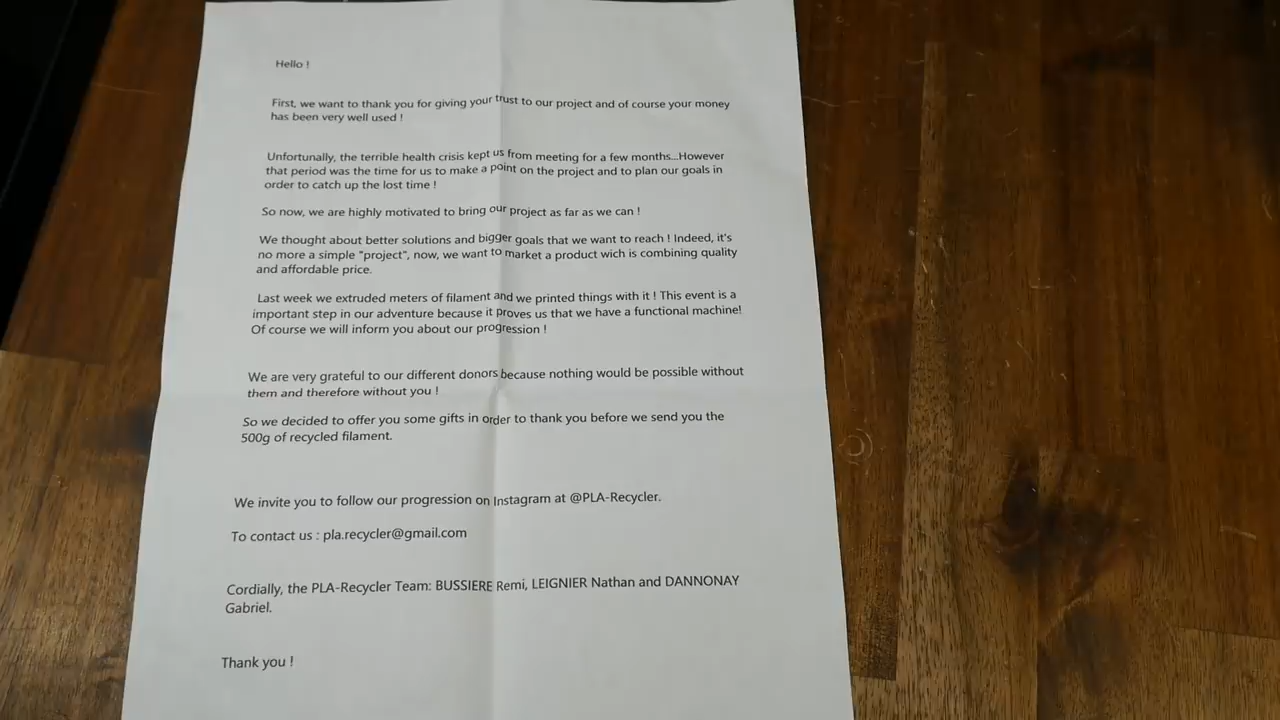 Hello !
First, we want to thank you for giving your trust to our project and of course your money
has been very well used !
Unfortunally, the terrible health crisis kept us from meeting for a few months...However
that period was the time for us to make a point on the project and to plan our goals in
order to catch up the lost time !
So now, we are highly motivated to bring our project as far as we can !
We thought about better solutions and bigger goals that we want to reach ! Indeed, it's
no more a simple "project", now, we want to market a product wich is combining quality
and affordable price.
Last week we extruded meters of filament and we printed things with it ! This event is a
important step in our adventure because it proves us that we have a functional machine!
Of course we will inform you about our progression !
We are very grateful to our different donors because nothing would be possible without
them and therefore without you !
So we decided to offer you some gifts in order to thank you before we send you the
500g of recycled filament.
We invite you to follow our progression on Instagram at @PLA-Recycler.
To contact us : pla.recycler@gmail.com
Cordially, the PLA-Recycler Team: BUSSIERE Remi, LEIGNIER Nathan and DANNONAY
Gabriel.
Thank you !